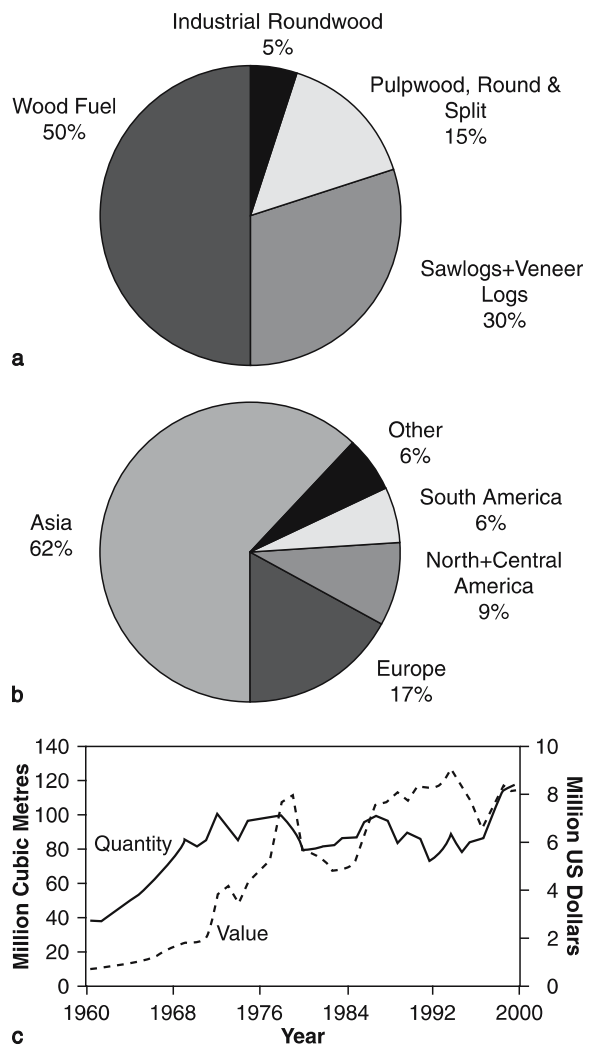 Industrial Roundwood
5%
Pulpwood, Round &
Split
15%
Wood Fuel
50%
Sawlogs+Veneer
Logs
30%
a
Other
6%
South America
6%
Asia
62%
North+Central
America
9%
Europe
17%
b
140
120
100
80
60
40
20
0
Million Cubic Metres
10
8
6
4
2
0
Million US Dollars
Quantity
Value
1960
1968
1976
1984
1992
2000
Year
c